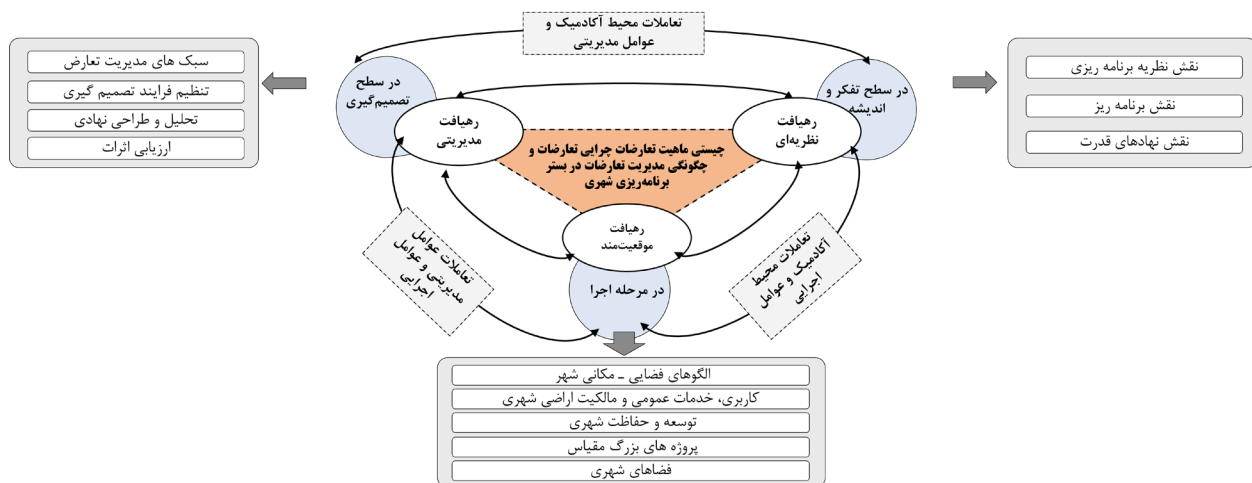 تعاملات محیط آکادمیک و
عوامل مدیریتی
نقش نظریه برنامه ریزی
نقش برنامه ریز
نقش نهادهای قدرت
در سطح تفکر و
اندیشه
رهیافت
نظریه‌ای
در سطح
تصمیم‌گیری
رهیافت
مدیریتی
سبک های مدیریت تعارض
تنظیم فرایند تصمیم گیری
تحلیل و طراحی نهادی
ارزیابی اثرات
چیستی ماهیت تعارضات چرایی تعارضات و
چگونگی مدیریت تعارضات در بستر
برنامه‌ریزی شهری
رهیافت
موقعیت‌مند
در مرحله اجرا
تعاملات محیط
آکادمیک و عوامل
اجرایی
تعاملات عوامل
مدیریتی و عوامل
اجرایی
الگوهای فضایی ـ مکانی شهر
کاربری، خدمات عمومی و مالکیت اراضی شهری
توسعه و حفاظت شهری
پروژه های بزرگ مقیاس
فضاهای شهری